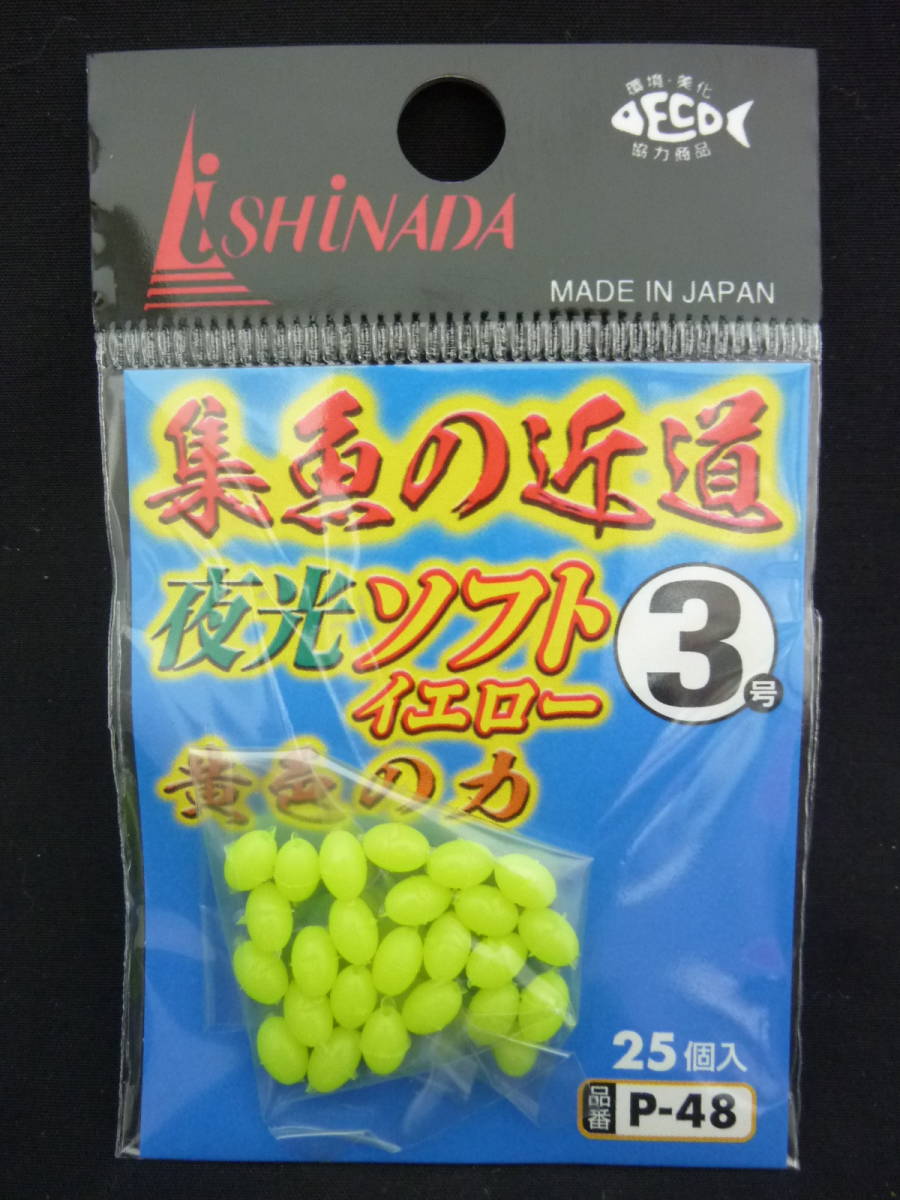 環境・美化
ECO
協力商品
iSHiNADA
MADE IN JAPAN
集魚の近道
夜光ソフト
イエロー
3号
黄色の力
25個入
品番 P-48